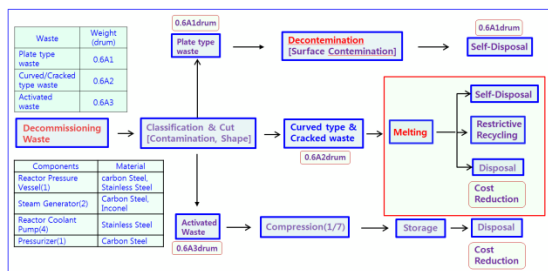 Waste
Weight
(drum)
Plate type
waste
0.6A1
Curved/Cracked
type waste
0.6A2
Activated
waste
0.6A3
0.6A1drum
Plate type
waste
Decontemination
[Surface Contemination]
0.6A1drum
Self-Disposal
Decommissioning
Waste
Classification & Cut
[Contamination, Shape]
Curved type &
Cracked waste
0.6A2drum
Melting
Self-Disposal
Restrictive
Recycling
Disposal
Cost
Reduction
Components
Material
Reactor Pressure
Vessel(1)
carbon Steel,
Stainless Steel
Steam Generator(2)
Carbon Steel,
Inconel
Reactor Coolant
Pump(4)
Stainless Steel
Pressurizer(1)
Carbon Steel
Activated
Waste
0.6A3drum
Compression(1/7)
Storage
Disposal
Cost
Reduction